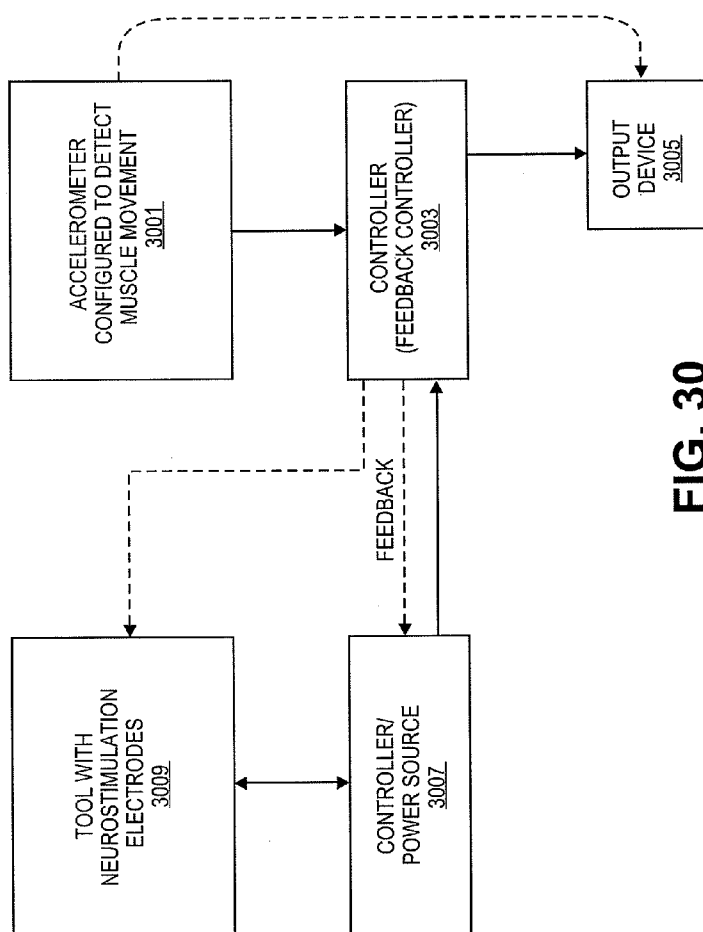 ACCELEROMETER
CONFIGURED TO DETECT
MUSCLE MOVEMENT
3001
CONTROLLER
(FEEDBACK CONTROLLER)
3003
OUTPUT
DEVICE
3005
FEEDBACK
TOOL WITH
NEUROSTIMULATION
ELECTRODES
3009
CONTROLLER/
POWER SOURCE
3007
FIG. 30